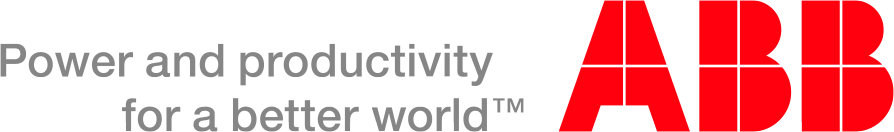 Power and productivity
for a better world™
ABB